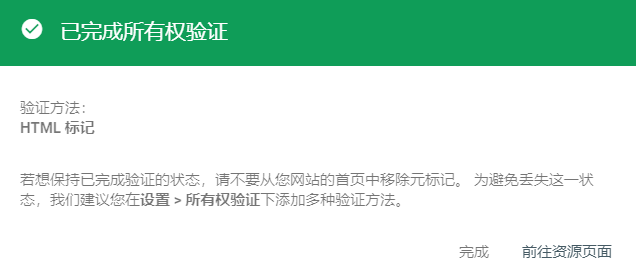 已完成所有权验证
验证方法：
HTML 标记
若想保持已完成验证的状态，请不要从您网站的首页中移除元标记。 为避免丢失这一状
态，我们建议您在设置 > 所有权验证下添加多种验证方法。
完成 前往资源页面